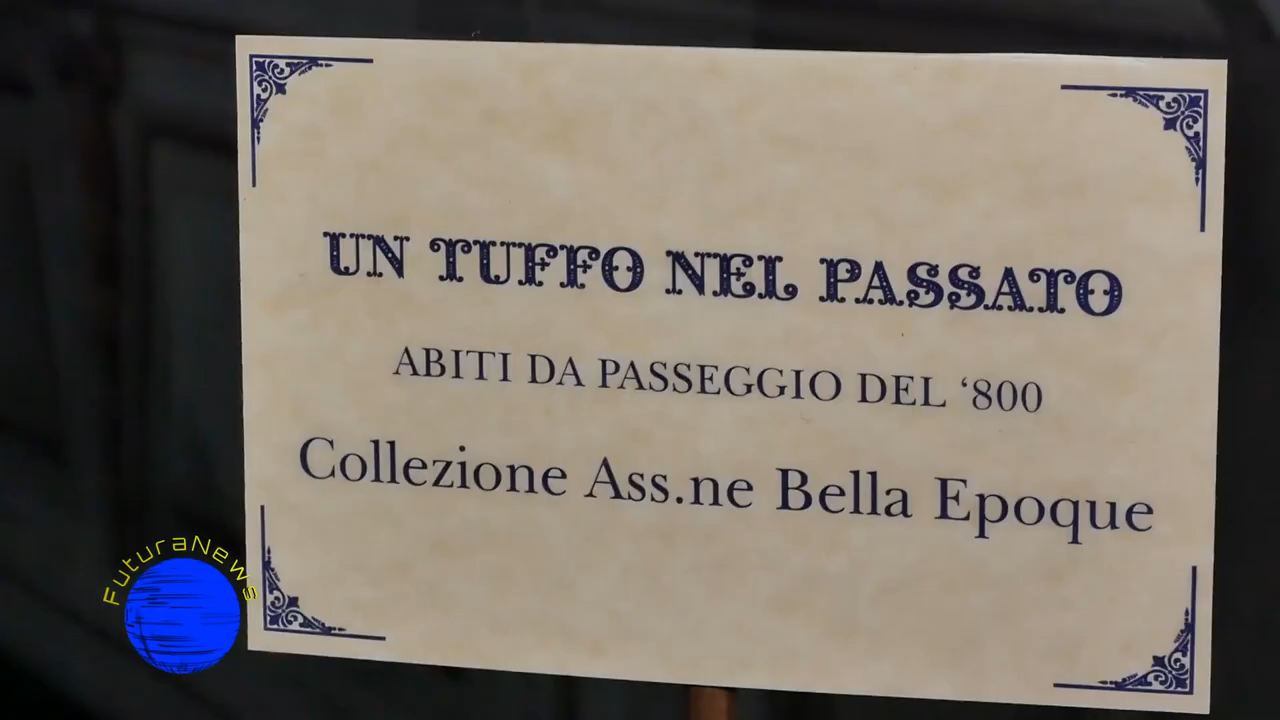 UN TUFFO NEL PASSATO
ABITI DA PASSEGGIO DEL ‘800
Collezione Ass.ne Bella Epoque
FuturaNews